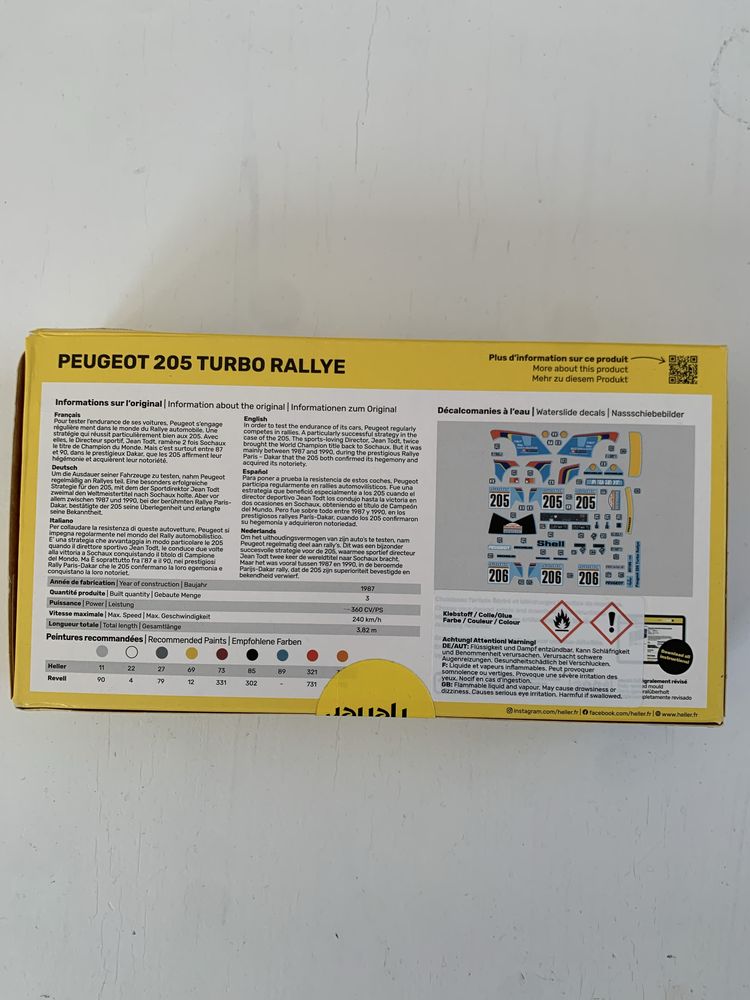 PEUGEOT 205 TURBO RALLYE
Plus d'information sur ce produit
More about this product
Mehr zu diesem Produkt
Informations sur l'original | Information about the original | Informationen zum Original
Français
Pour tester l'endurance de ses voitures, Peugeot s'engage
régulière ment dans le monde du Rallye automobile. Une
stratégie qui réussit particulièrement bien aux 205. Avec
elles, le Directeur sportif, Jean Todt, ramène 2 fois Sochaux
le titre de Champion du Monde. Mais c'est surtout entre 87
et 90, dans le prestigieux Dakar, que les 205 affirment leur
hégémonie et acquièrent leur notoriété.
Deutsch
Um die Ausdauer seiner Fahrzeuge zu testen, nahm Peugeot
regelmäßig an Rallyes teil. Eine besonders erfolgreiche
Strategie für den 205, mit dem der Sportdirektor Jean Todt
zweimal den Weltmeistertitel nach Sochaux holte. Aber vor
allem zwischen 1987 und 1990, bei der berühmten Rallye Paris-
Dakar, bestätigte der 205 seine Überlegenheit und erlangte
seine Bekanntheit.
Italiano
Per collaudare la resistenza di queste autovetture, Peugeot si
impegna regolarmente nel mondo del Rally automobilistico.
E' una strategia che avvantaggia in modo particolare le 205
quando il direttore sportivo Jean Todt, le conduce due volte
alla vittoria a Sochaux conquistando il titolo di Campione
del Mondo. Ma È soprattutto fra l'87 e il 90, nei prestigiosi
Rally Paris-Dakar che le 205 confermano la loro egemonia e
conquistano la loro notoriet.
English
In order to test the endurance of its cars, Peugeot regularly
competes in rallies. A particularly successful strategy in the
case of the 205. The sports-loving Director, Jean Todt, twice
brought the World Champion title back to Sochaux. But it was
mainly between 1987 and 1990, during the prestigious Rallye
Paris - Dakar that the 205 both confirmed its hegemony and
acquired its notoriety.
Español
Para poner a prueba la resistencia de estos coches, Peugeot
participa regularmente en rallies automovilísticos. Fue una
estrategia que benefició especialmente a los 205 cuando el
director deportivo Jean Todt los condujo hasta la victoria en
dos ocasiones en Sochaux, obteniendo el título de Campeón
del Mundo. Pero fue sobre todo entre 1987 y 1990, en los
prestigiosos rallyes Paris-Dakar, cuando los 205 confirmaron
su hegemonía y adquirieron notoriedad.
Nederlands
Om het uithoudingsvermogen van zijn auto's te testen, nam
Peugeot regelmatig deel aan rally's. Dit was een bijzonder
succesvolle strategie voor de 205, waarmee sportief directeur
Jean Todt twee keer de wereldtitel naar Sochaux bracht.
Maar het was vooral tussen 1987 en 1990, in de beroemde
Parijs-Dakar rally, dat de 205 zijn superioriteit bevestigde en
bekendheid verwierf.
Année de fabrication | Year of construction | Baujahr 1987
Quantité produite | Built quantity | Gebaute Menge 3
Puissance | Power | Leistung ~360 CV/PS
Vitesse maximale | Max. Speed | Max. Geschwindigkeit 240 km/h
Longueur totale | Total length | Gesamtlänge 3,82 m
Peintures recommandées | Recommended Paints | Empfohlene Farben
Heller 11 22 27 69 73 85 89 321
Revell 90 4 79 12 331 302 - 731
Heller
Décalcomanies à l'eau | Waterslide decals | Nassschiebebilder
205 205 205
Shell
206 206 206
PEUGEOT
Peugeot 205 Turbo Rallye
Klebstoff / Colle/Glue
Farbe / Couleur / Colour
Achtung! Attention! Warning!
DE/AUT: Flüssigkeit und Dampf entzündbar. Kann Schläfrigkeit
und Benommenheit verursachen. Verursacht schwere
Augenreizungen. Gesundheitschädlich bei Verschlucken.
F: Liquide et vapeurs inflammables. Peut provoquer
somnolence ou vertiges. Provoque une sévère irritation des
yeux. Nocif en cas d'ingestion.
GB: Flammable liquid and vapour. May cause drowsiness or
dizziness. Causes serious eye irritation. Harmful if swallowed.
Download all
instructions!
gralement révisé
d mould
ralüberholt
pletamente revisado
instagram.com/heller.fr | facebook.com/heller.fr | www.heller.fr